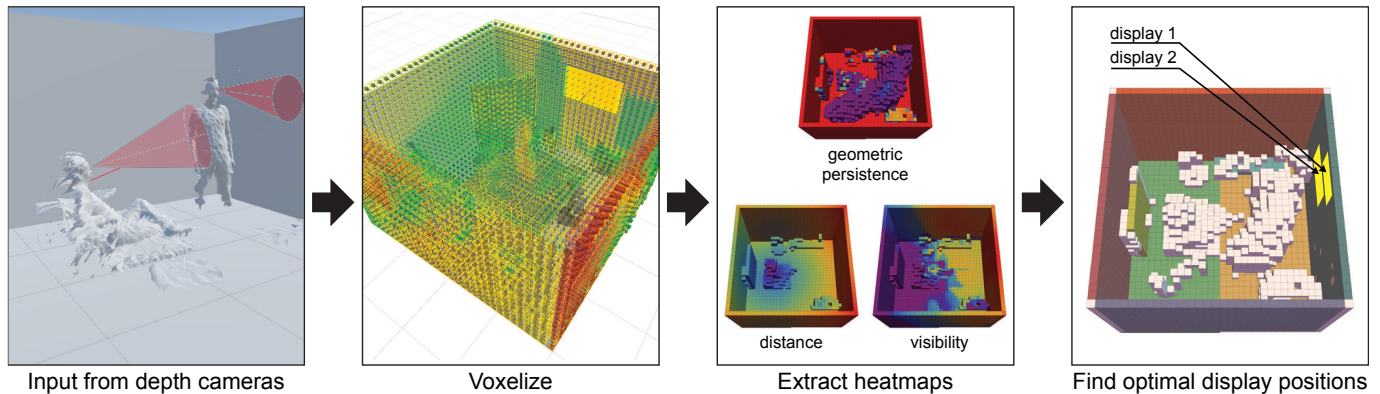 display 1
display 2
geometric
persistence
distance
visibility
Input from depth cameras
Voxelize
Extract heatmaps
Find optimal display positions